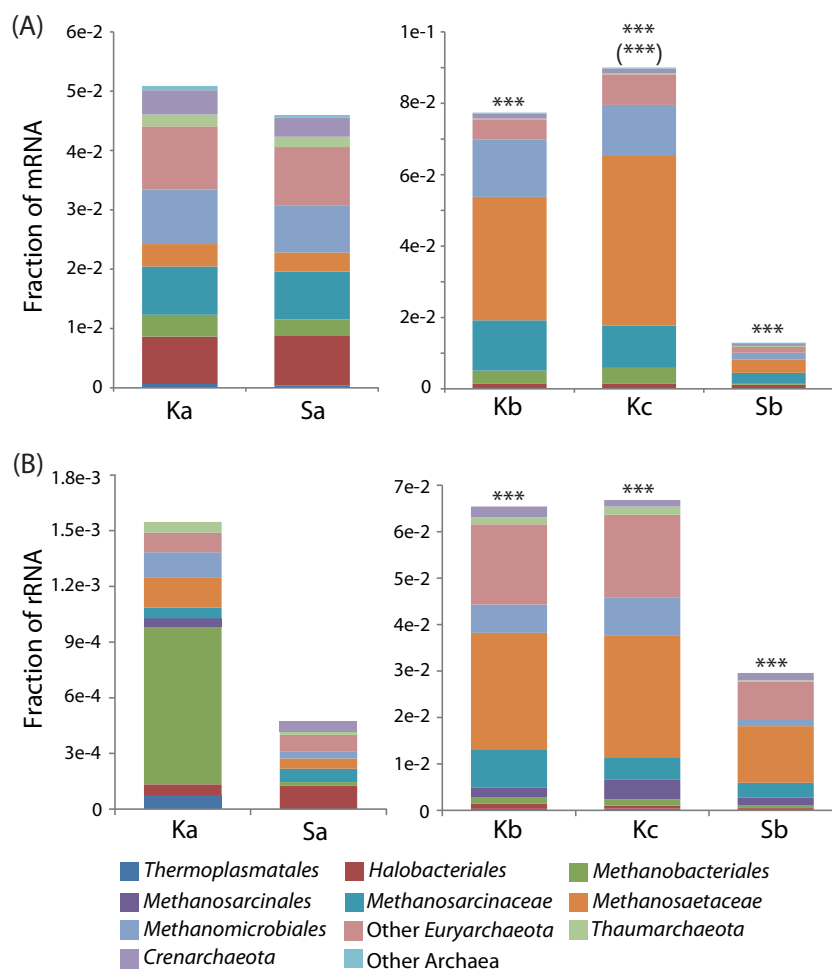 (A)
Fraction of mRNA
6e-2
5e-2
4e-2
3e-2
2e-2
1e-2
0
Ka Sa
1e-1
8e-2
6e-2
4e-2
2e-2
0
***
***
(***)
***
Kb Kc Sb
(B)
Fraction of rRNA
1.8e-3
1.5e-3
1.2e-3
9e-4
6e-4
3e-4
0
Ka Sa
7e-2
6e-2
5e-2
4e-2
3e-2
2e-2
1e-2
0
***
***
***
Kb Kc Sb
Thermoplasmatales Halobacteriales Methanobacteriales
Methanosarcinales Methanosarcinaceae Methanosaetaceae
Methanomicrobiales Other Euryarchaeota Thaumarchaeota
Crenarchaeota Other Archaea